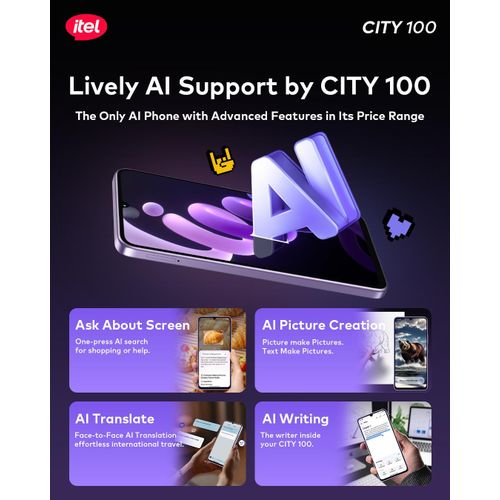 itel
CITY 100
Lively AI Support by CITY 100
The Only AI Phone with Advanced Features in Its Price Range
AI
Ask About Screen
One-press AI search
for shopping or help.
AI Picture Creation
Picture make Pictures.
Text Make Pictures.
AI Translate
Face-to-Face AI Translation
effortless international travel.
AI Writing
The writer inside
your CITY 100.